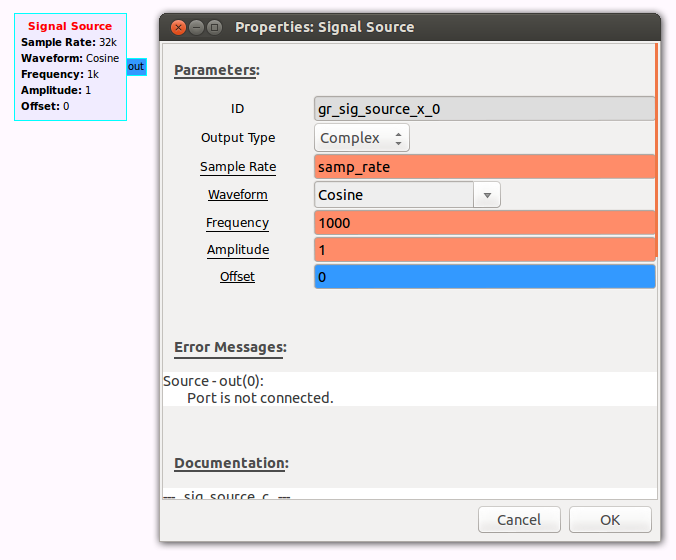 Signal Source
Sample Rate: 32k
Waveform: Cosine
Frequency: 1k
Amplitude: 1
Offset: 0
out
Properties: Signal Source
Parameters:
ID gr_sig_source_x_0
Output Type Complex
Sample Rate samp_rate
Waveform Cosine
Frequency 1000
Amplitude 1
Offset 0
Error Messages:
Source - out(0):
Port is not connected.
Documentation:
--- sig_source_c ---
Cancel OK